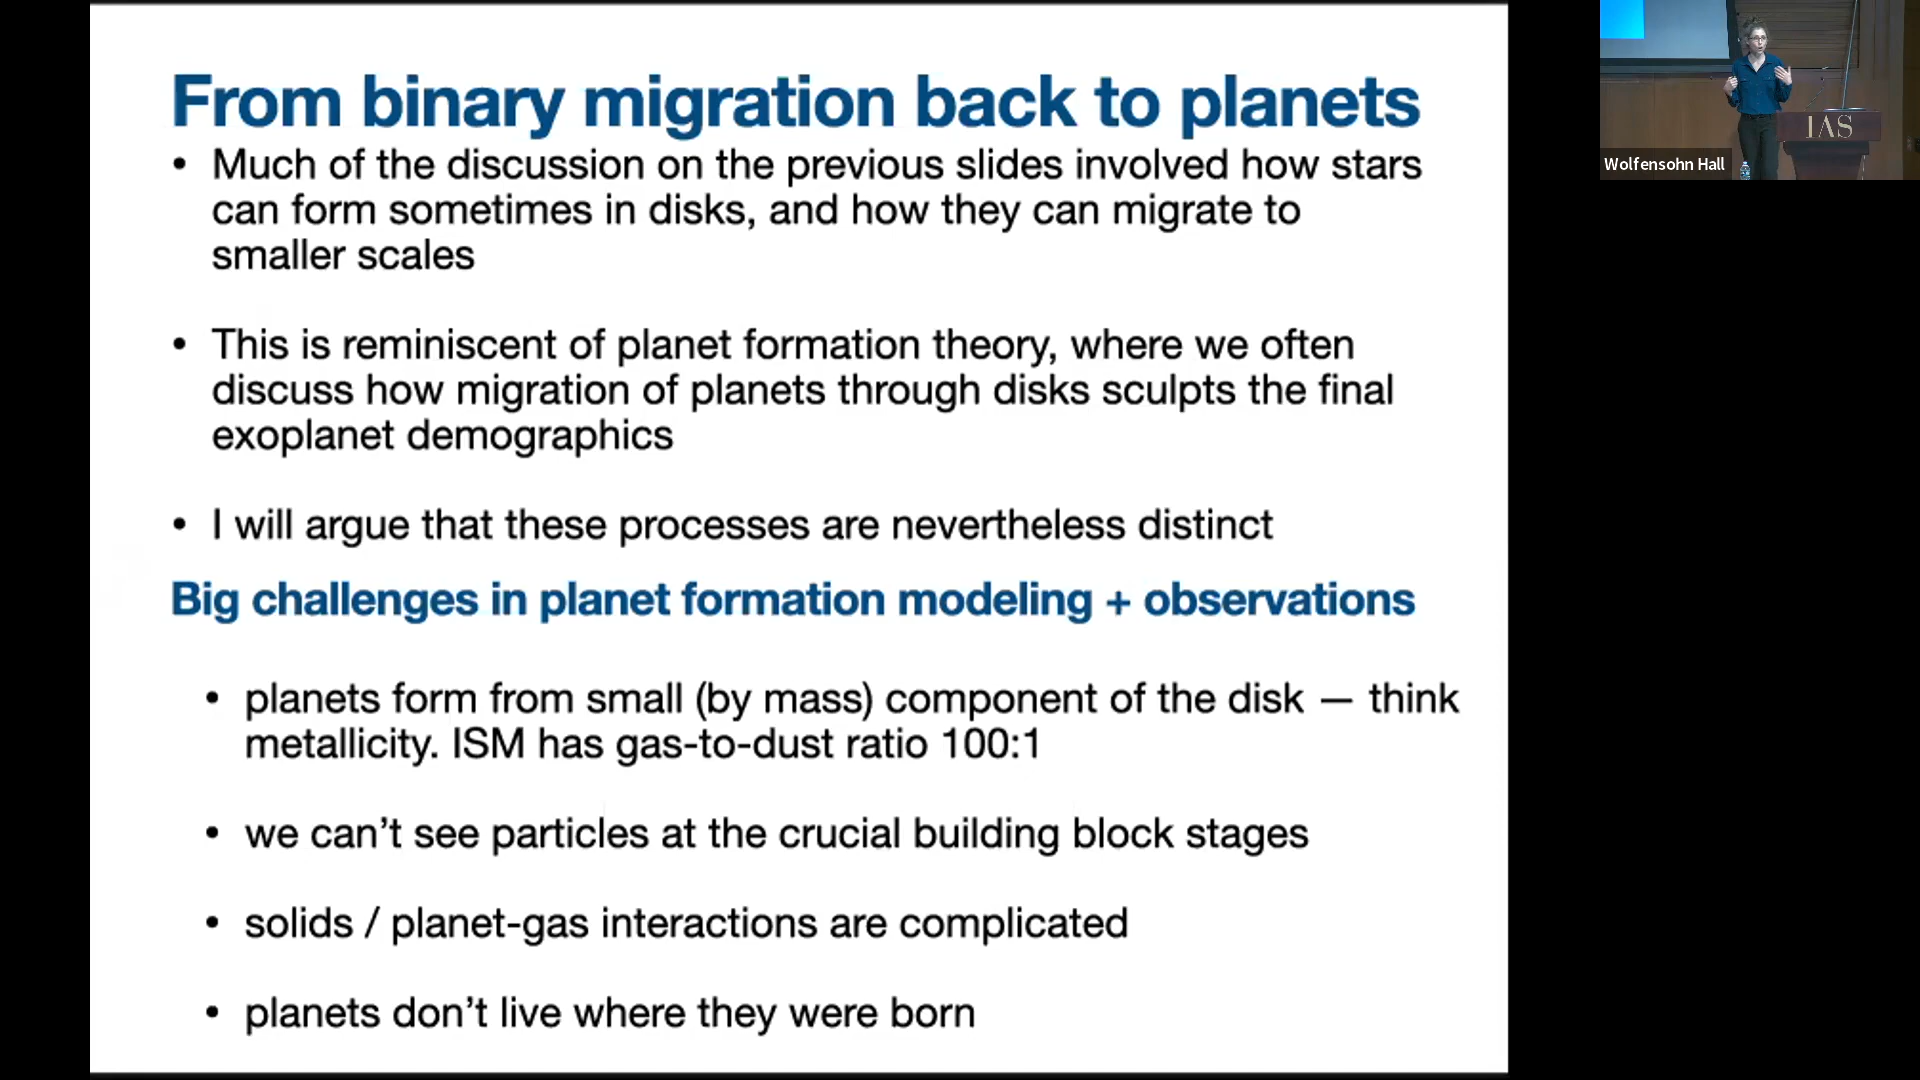 From binary migration back to planets
• Much of the discussion on the previous slides involved how stars
can form sometimes in disks, and how they can migrate to
smaller scales
• This is reminiscent of planet formation theory, where we often
discuss how migration of planets through disks sculpts the final
exoplanet demographics
• I will argue that these processes are nevertheless distinct
Big challenges in planet formation modeling + observations
• planets form from small (by mass) component of the disk — think
metallicity. ISM has gas-to-dust ratio 100:1
• we can’t see particles at the crucial building block stages
• solids / planet-gas interactions are complicated
• planets don’t live where they were born
IAS
Wolfensohn Hall